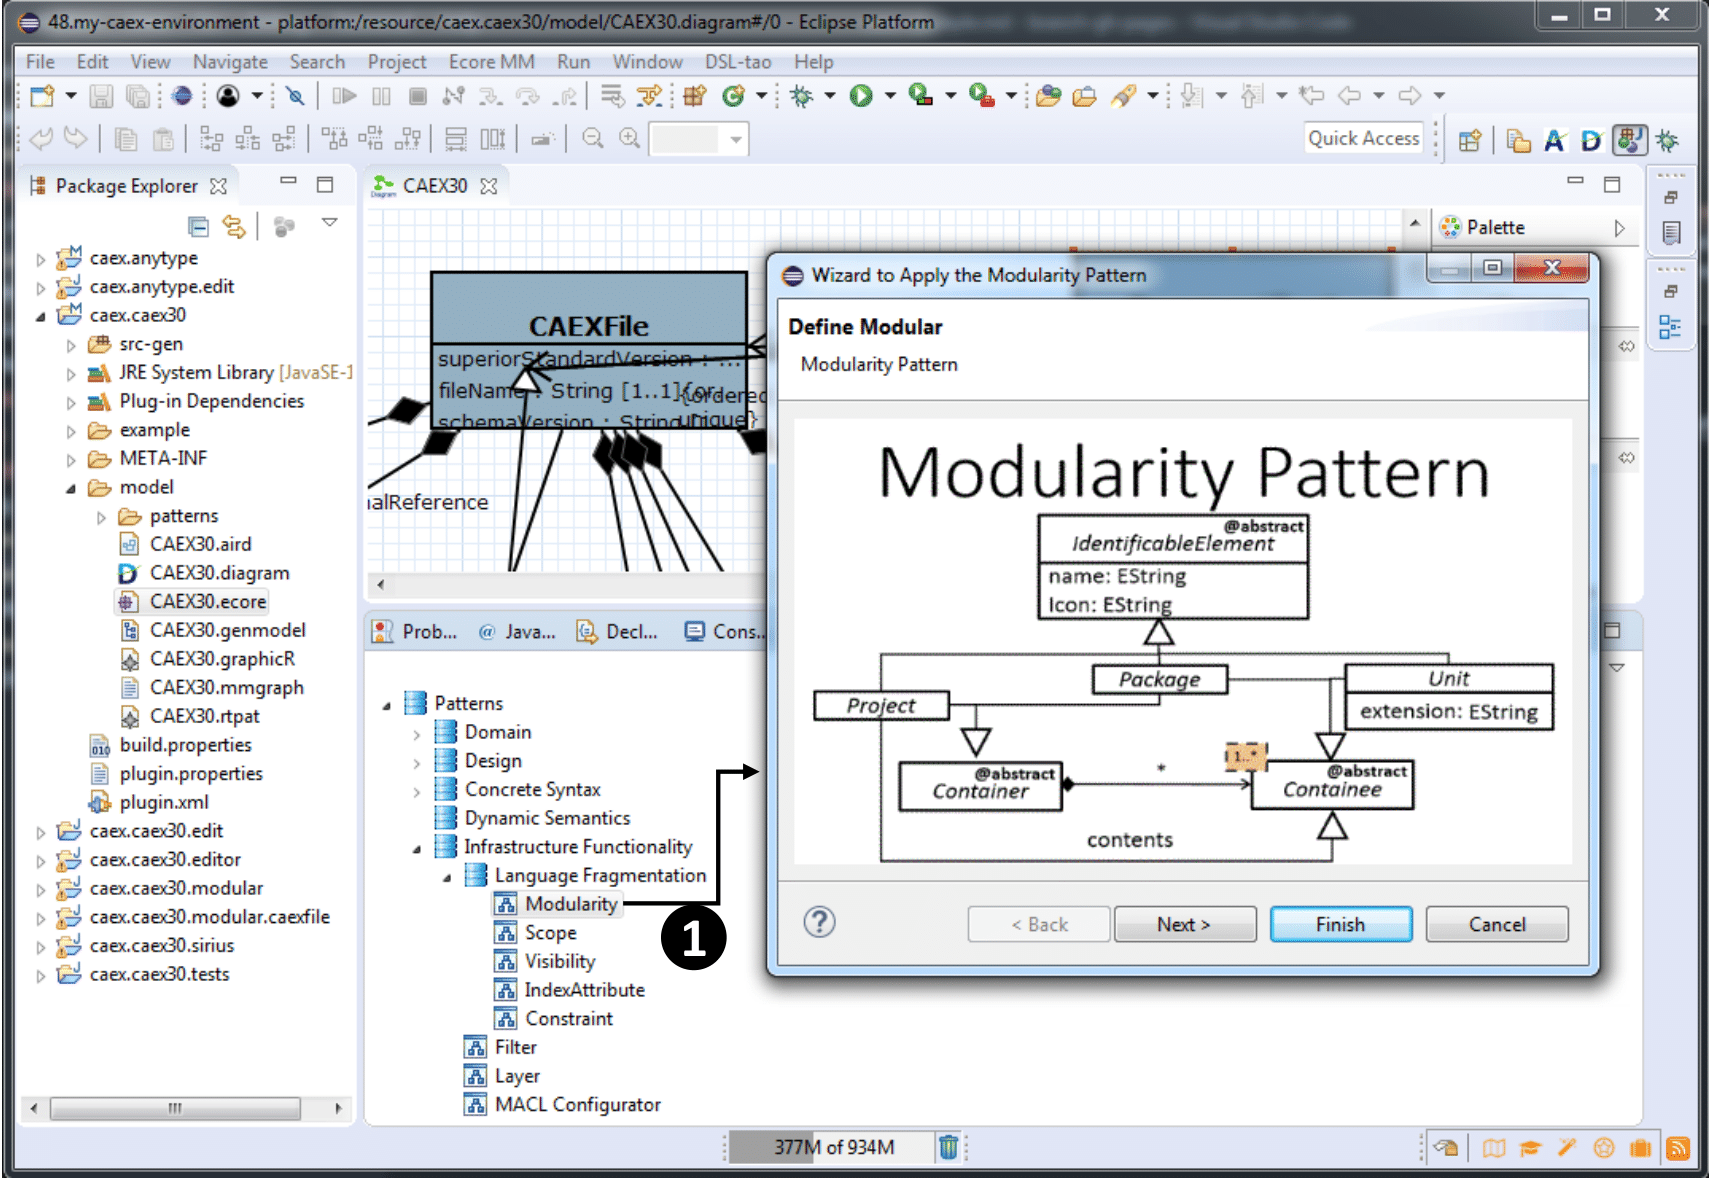 48.my-caex-environment - platform:/resource/caex.caex30/model/CAEX30.diagram#/0 - Eclipse Platform
File Edit View Navigate Search Project Ecore MM Run Window DSL-tao Help
Quick Access
Package Explorer
CAEX30
Palette
caex.anytype
caex.anytype.edit
caex.caex30
src-gen
JRE System Library [JavaSE-1
Plug-in Dependencies
example
META-INF
model
patterns
CAEX30.aird
CAEX30.diagram
CAEX30.ecore
CAEX30.genmodel
CAEX30.graphicR
CAEX30.mmgraph
CAEX30.rtpat
build.properties
plugin.properties
plugin.xml
caex.caex30.edit
caex.caex30.editor
caex.caex30.modular
caex.caex30.modular.caexfile
caex.caex30.sirius
caex.caex30.tests
CAEXFile
superiorStandardVersion : ...
fileName : String [1..1]{or
{ordered
schemaVersion : String
unique}
nalReference
Prob... @ Java... Decl... Cons...
Patterns
Domain
Design
Concrete Syntax
Dynamic Semantics
Infrastructure Functionality
Language Fragmentation
Modularity
Scope
Visibility
IndexAttribute
Constraint
Filter
Layer
MACL Configurator
1
Wizard to Apply the Modularity Pattern
Define Modular
Modularity Pattern
Modularity Pattern
@abstract
IdentificableElement
name: EString
Icon: EString
Project
Package
Unit
extension: EString
1..*
@abstract
Container
*
@abstract
Containee
contents
< Back Next > Finish Cancel
377M of 934M